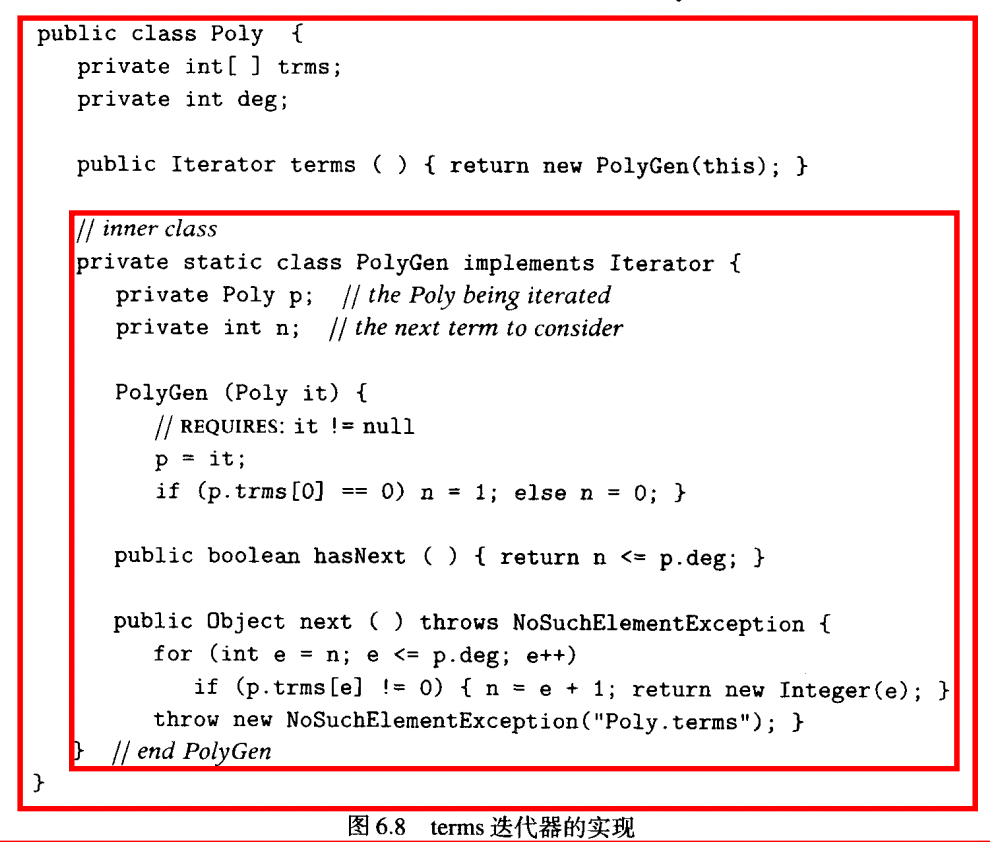 public class Poly {
private int[ ] trms;
private int deg;
public Iterator terms ( ) { return new PolyGen(this); }
// inner class
private static class PolyGen implements Iterator {
private Poly p; // the Poly being iterated
private int n; // the next term to consider
PolyGen (Poly it) {
// REQUIRES: it != null
p = it;
if (p.trms[0] == 0) n = 1; else n = 0; }
public boolean hasNext ( ) { return n <= p.deg; }
public Object next ( ) throws NoSuchElementException {
for (int e = n; e <= p.deg; e++)
if (p.trms[e] != 0) { n = e + 1; return new Integer(e); }
throw new NoSuchElementException("Poly.terms"); }
} // end PolyGen
}
图 6.8 terms 迭代器的实现